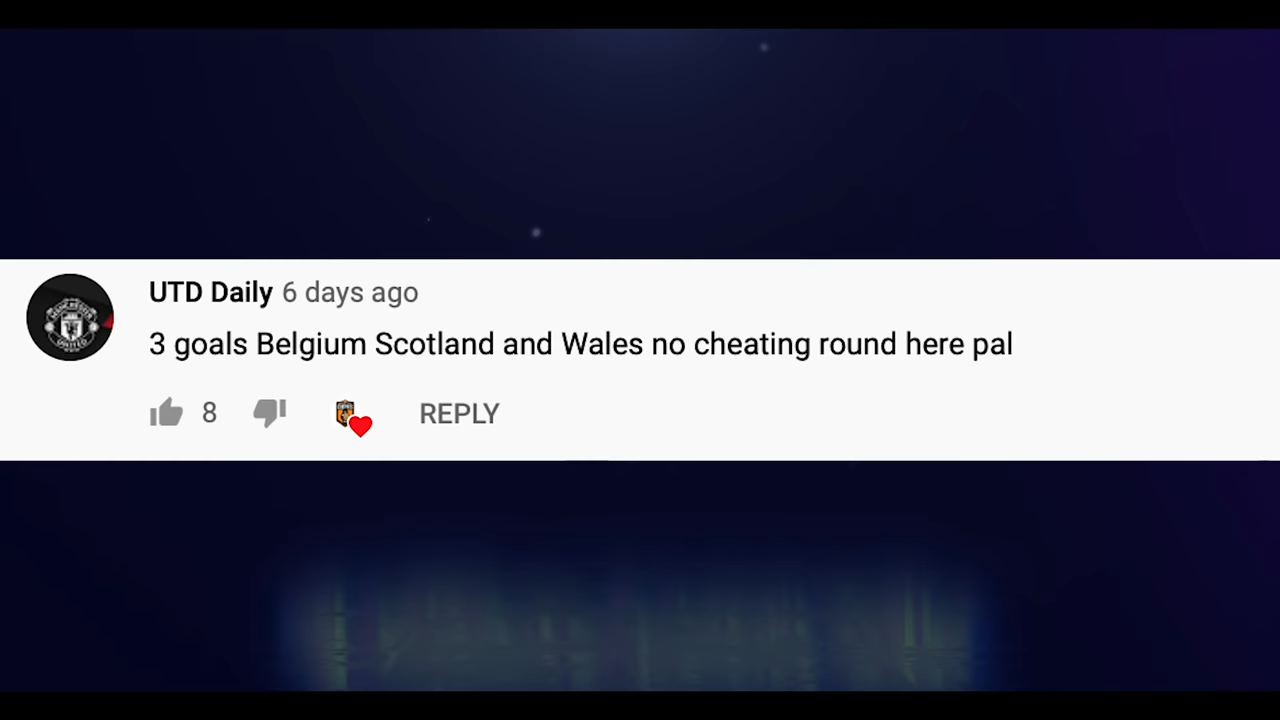 UTD Daily 6 days ago
3 goals Belgium Scotland and Wales no cheating round here pal
8 REPLY